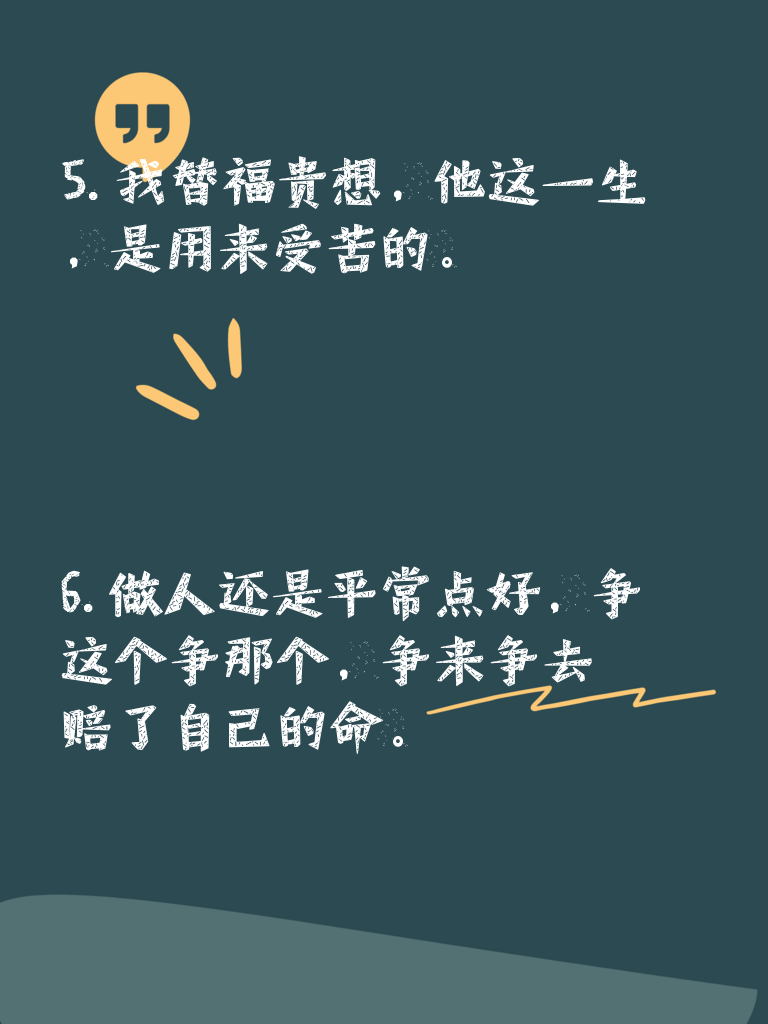 5. 我替福贵想，他这一生
，是用来受苦的。
6. 做人还是平常点好，争
这个争那个，争来争去
赔了自己的命。